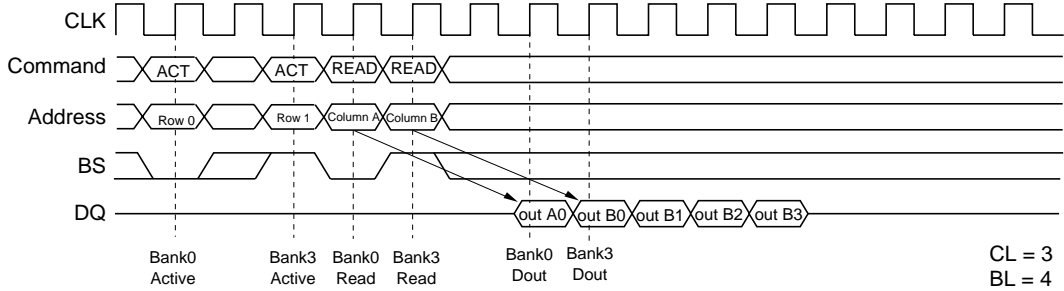 CLK
Command ACT ACT READ READ
Address Row 0 Row 1 Column A Column B
BS
DQ out A0 out B0 out B1 out B2 out B3
Bank0 Bank3 Bank0 Bank3 Bank0 Bank3
Active Active Read Read Dout Dout
CL = 3
BL = 4